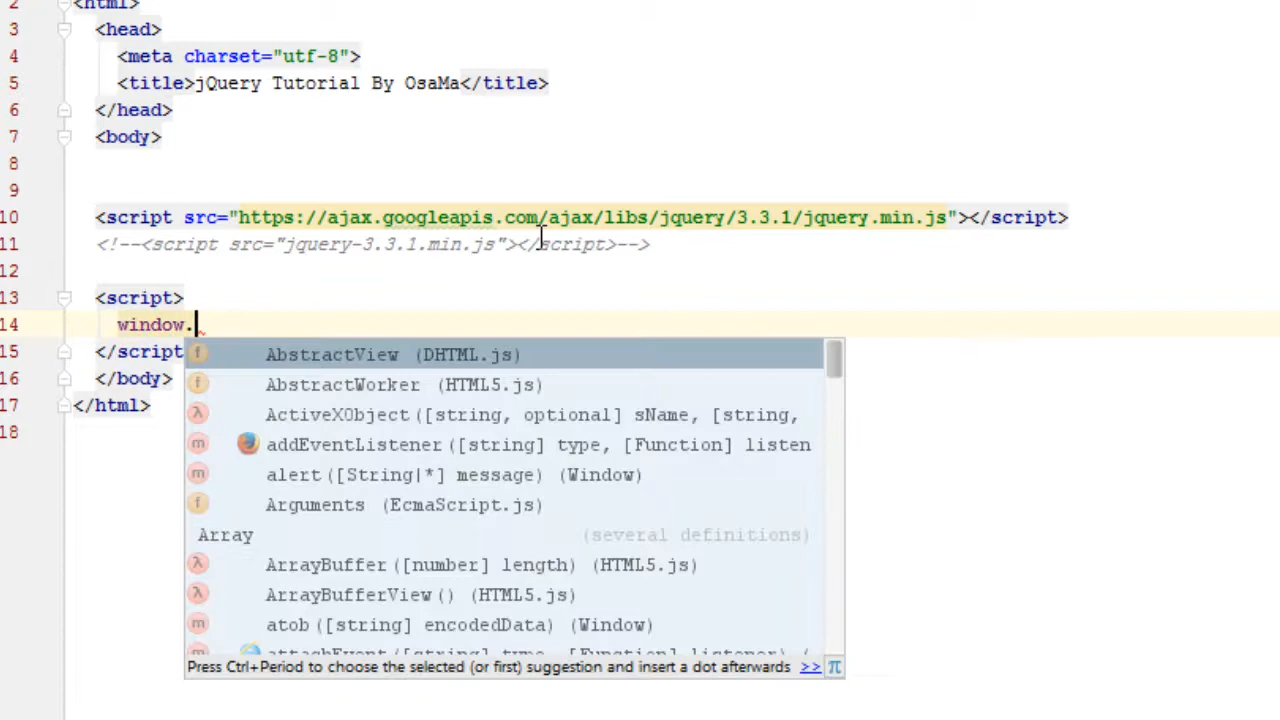 2 <html>
3 <head>
4 <meta charset="utf-8">
5 <title>jQuery Tutorial By OsaMa</title>
6 </head>
7 <body>
8
9
10 <script src="https://ajax.googleapis.com/ajax/libs/jquery/3.3.1/jquery.min.js"></script>
11 <!--<script src="jquery-3.3.1.min.js"></script>-->
12
13 <script>
14 window.
15 </script
f AbstractView (DHTML.js)
16 </body>
f AbstractWorker (HTML5.js)
17 </html>
λ ActiveXObject([string, optional] sName, [string,
18
m addEventListener([string] type, [Function] listen
m alert([String|*] message) (Window)
f Arguments (EcmaScript.js)
Array (several definitions)
λ ArrayBuffer([number] length) (HTML5.js)
λ ArrayBufferView() (HTML5.js)
m atob([string] encodedData) (Window)
m attachEvent([string] type, [Function] listener) (
Press Ctrl+Period to choose the selected (or first) suggestion and insert a dot afterwards >> π